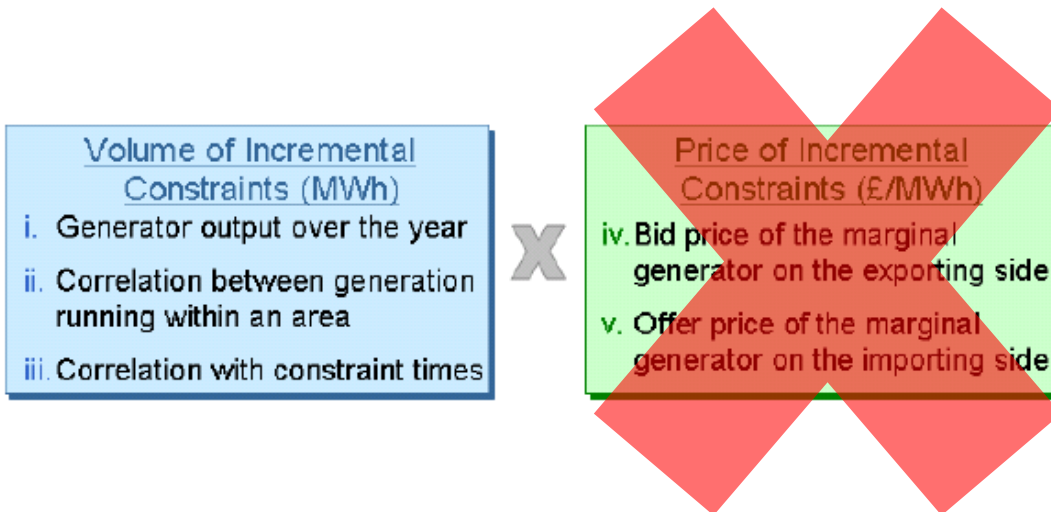 Volume of Incremental
Constraints (MWh)
i. Generator output over the year
ii. Correlation between generation
running within an area
iii. Correlation with constraint times
X
Price of Incremental
Constraints (£/MWh)
iv. Bid price of the marginal
generator on the exporting side
v. Offer price of the marginal
generator on the importing side